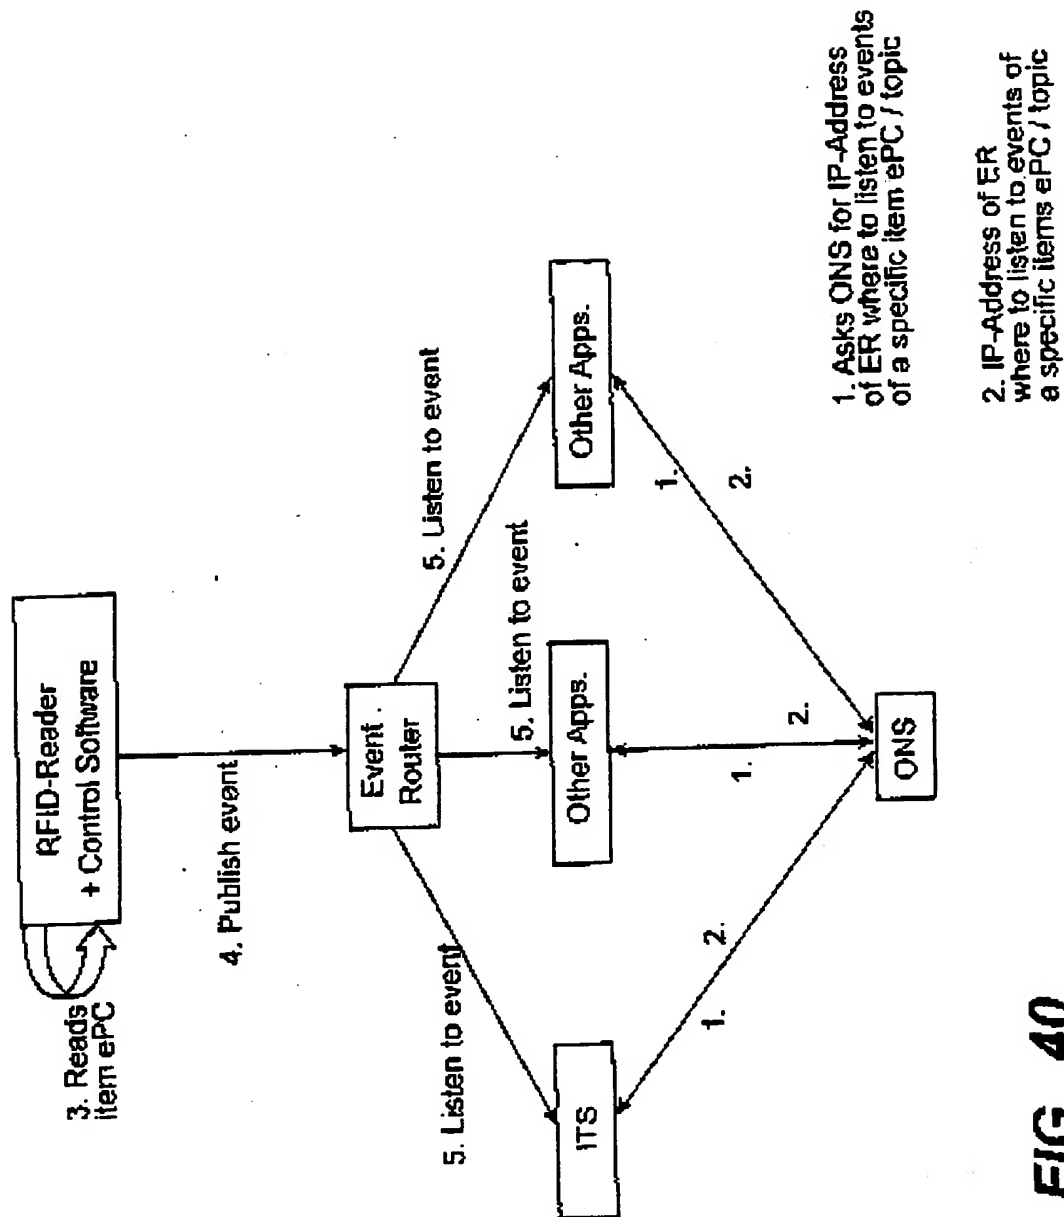 3. Reads
item ePC
RFID-Reader
+ Control Software
4. Publish event
Event
Router
5. Listen to event
5. Listen to event
5. Listen to event
ITS
Other Apps.
Other Apps.
1.
2.
1.
2.
1.
2.
ONS
1. Asks ONS for IP-Address
of ER where to listen to events
of a specific item ePC / topic
2. IP-Address of ER
where to listen to events of
a specific items ePC / topic
FIG 40